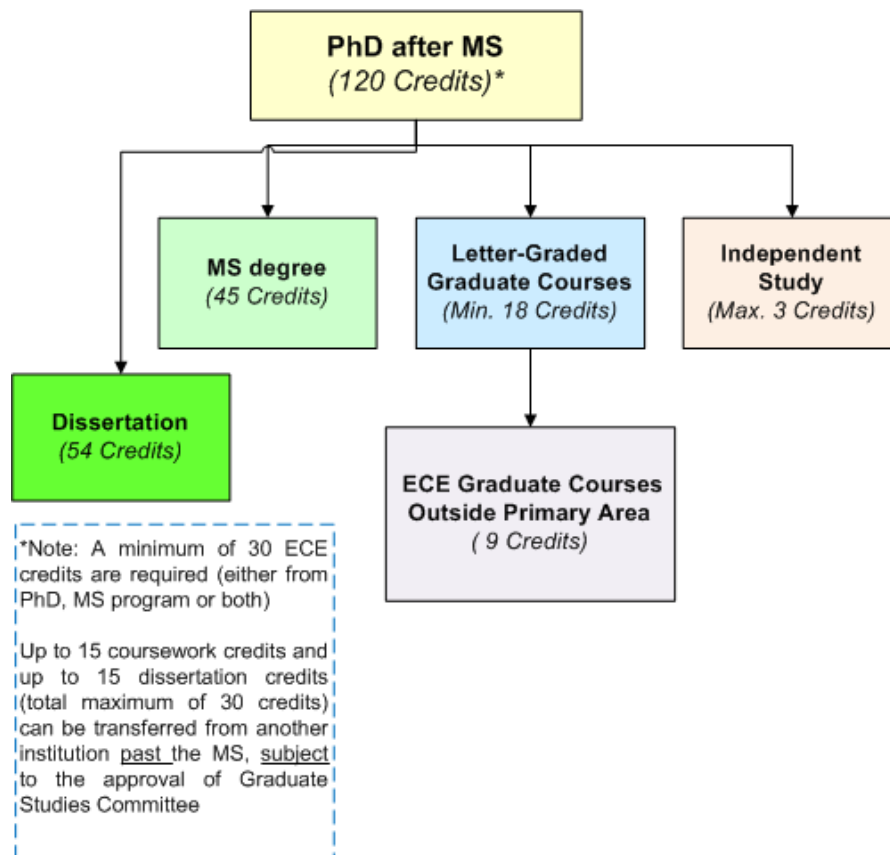 PhD after MS
(120 Credits)*
MS degree
(45 Credits)
Letter-Graded
Graduate Courses
(Min. 18 Credits)
Independent
Study
(Max. 3 Credits)
Dissertation
(54 Credits)
ECE Graduate Courses
Outside Primary Area
( 9 Credits)
*Note: A minimum of 30 ECE
credits are required (either from
PhD, MS program or both)
Up to 15 coursework credits and
up to 15 dissertation credits
(total maximum of 30 credits)
can be transferred from another
institution past the MS, subject
to the approval of Graduate
Studies Committee